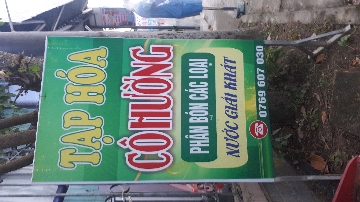 TẠP HÓA
CÔ HƯỜNG
PHÂN BÓN CÁC LOẠI
NƯỚC GIẢI KHÁT
0769 607 030